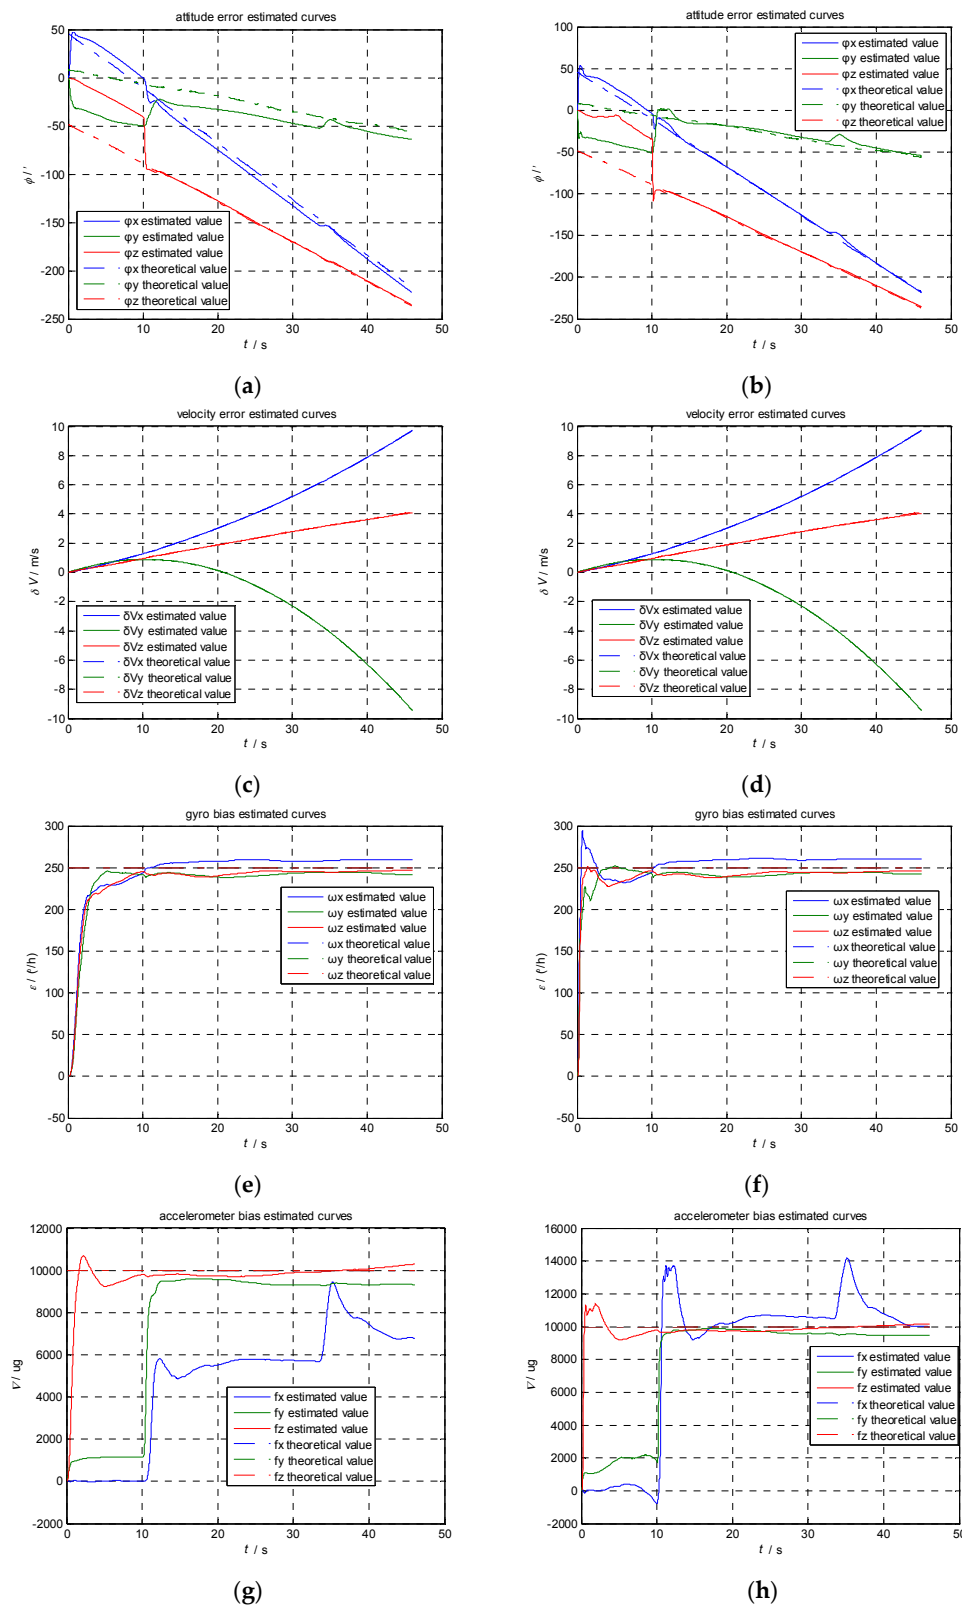 attitude error estimated curves
50
0
-50
-100
-150
-200
-250
ϕ / '
φx estimated value
φy estimated value
φz estimated value
φx theoretical value
φy theoretical value
φz theoretical value
0 10 20 30 40 50
t / s
(a)
attitude error estimated curves
100
50
0
-50
-100
-150
-200
-250
ϕ / '
φx estimated value
φy estimated value
φz estimated value
φx theoretical value
φy theoretical value
φz theoretical value
0 10 20 30 40 50
t / s
(b)
velocity error estimated curves
10
8
6
4
2
0
-2
-4
-6
-8
-10
δ V / m/s
δVx estimated value
δVy estimated value
δVz estimated value
δVx theoretical value
δVy theoretical value
δVz theoretical value
0 10 20 30 40 50
t / s
(c)
velocity error estimated curves
10
8
6
4
2
0
-2
-4
-6
-8
-10
δ V / m/s
δVx estimated value
δVy estimated value
δVz estimated value
δVx theoretical value
δVy theoretical value
δVz theoretical value
0 10 20 30 40 50
t / s
(d)
gyro bias estimated curves
300
250
200
150
100
50
0
-50
ε / (°/h)
ωx estimated value
ωy estimated value
ωz estimated value
ωx theoretical value
ωy theoretical value
ωz theoretical value
0 10 20 30 40 50
t / s
(e)
gyro bias estimated curves
300
250
200
150
100
50
0
-50
ε / (°/h)
ωx estimated value
ωy estimated value
ωz estimated value
ωx theoretical value
ωy theoretical value
ωz theoretical value
0 10 20 30 40 50
t / s
(f)
accelerometer bias estimated curves
12000
10000
8000
6000
4000
2000
0
-2000
∇ / ug
fx estimated value
fy estimated value
fz estimated value
fx theoretical value
fy theoretical value
fz theoretical value
0 10 20 30 40 50
t / s
(g)
accelerometer bias estimated curves
16000
14000
12000
10000
8000
6000
4000
2000
0
-2000
∇ / ug
fx estimated value
fy estimated value
fz estimated value
fx theoretical value
fy theoretical value
fz theoretical value
0 10 20 30 40 50
t / s
(h)